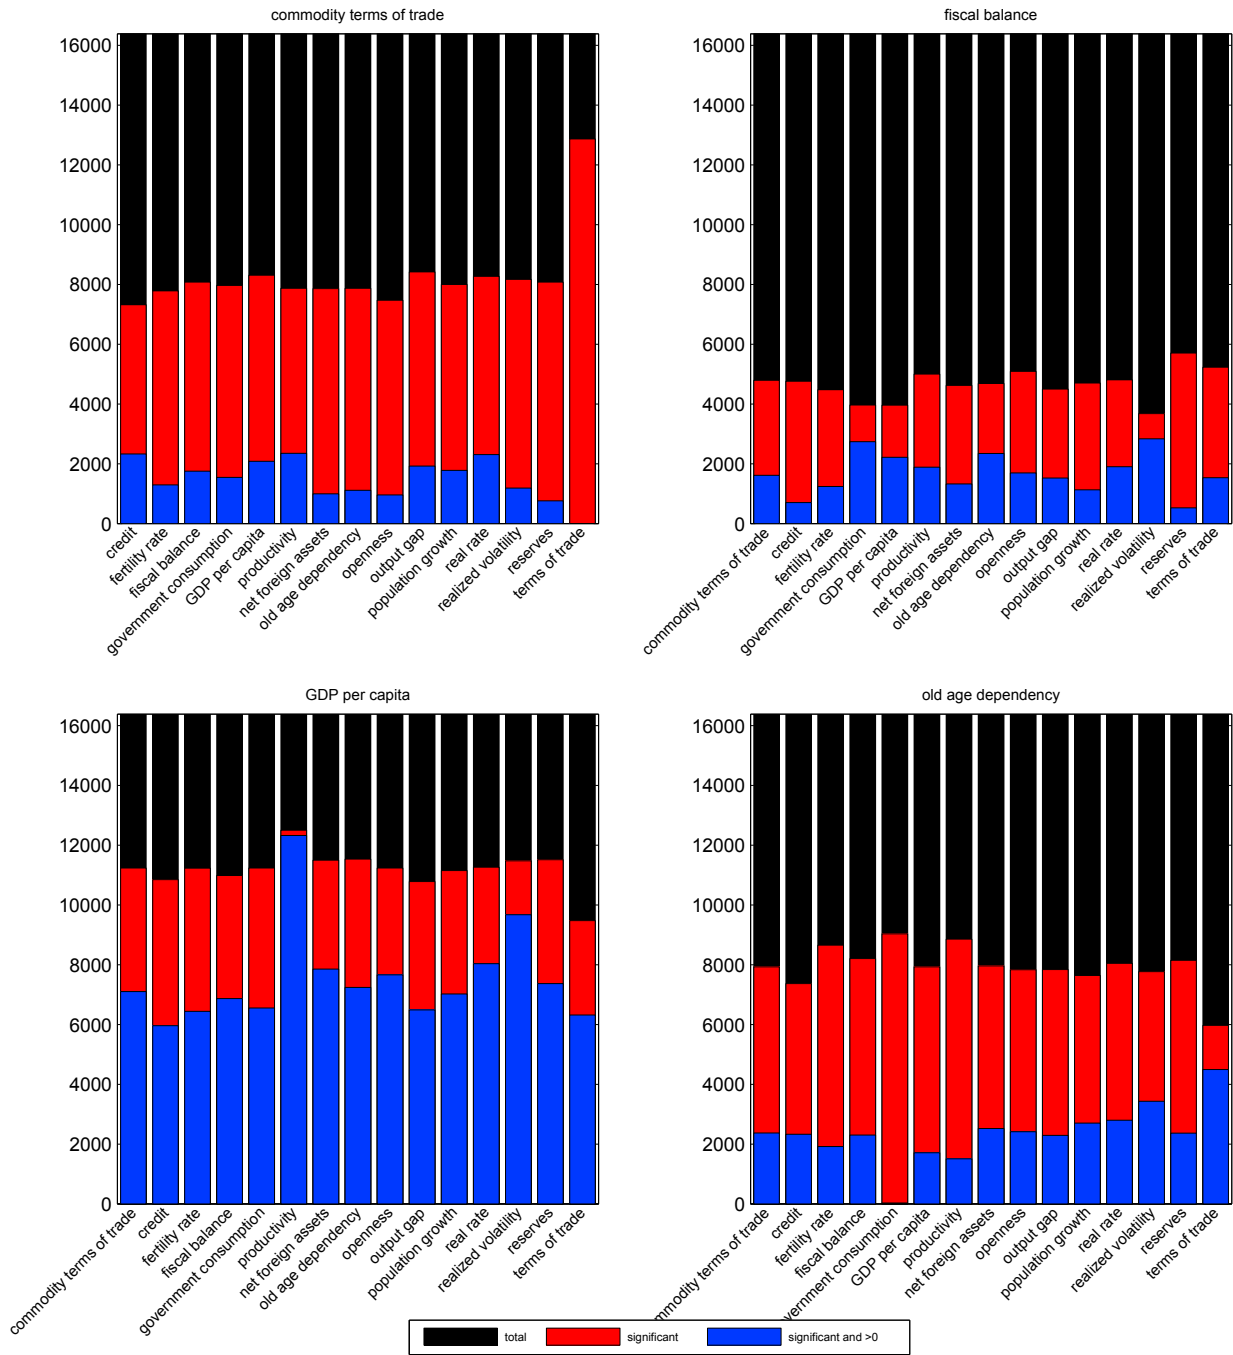 commodity terms of trade
16000
14000
12000
10000
8000
6000
4000
2000
0
credit
fertility rate
fiscal balance
government consumption
GDP per capita
productivity
net foreign assets
old age dependency
openness
output gap
population growth
real rate
realized volatility
reserves
terms of trade
fiscal balance
16000
14000
12000
10000
8000
6000
4000
2000
0
commodity terms of trade
credit
fertility rate
government consumption
GDP per capita
productivity
net foreign assets
old age dependency
openness
output gap
population growth
real rate
realized volatility
reserves
terms of trade
GDP per capita
16000
14000
12000
10000
8000
6000
4000
2000
0
commodity terms of trade
credit
fertility rate
fiscal balance
government consumption
productivity
net foreign assets
old age dependency
openness
output gap
population growth
real rate
realized volatility
reserves
terms of trade
old age dependency
16000
14000
12000
10000
8000
6000
4000
2000
0
mmodity terms of trade
credit
fertility rate
fiscal balance
vernment consumption
GDP per capita
productivity
net foreign assets
openness
output gap
population growth
real rate
realized volatility
reserves
terms of trade
total
significant
significant and >0